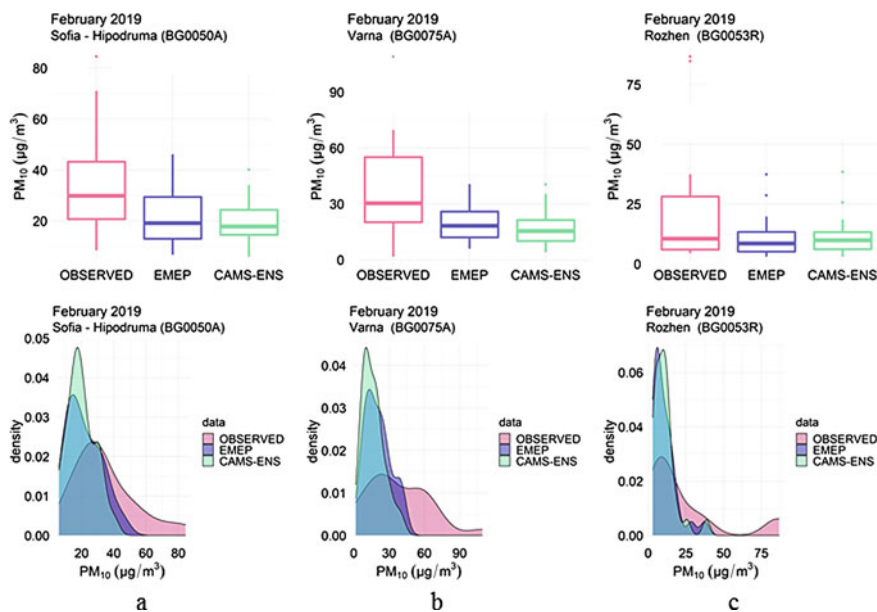 February 2019
Sofia - Hipodruma (BG0050A)
PM10 (µg/m³)
80
60
40
20
OBSERVED EMEP CAMS-ENS
February 2019
Varna (BG0075A)
PM10 (µg/m³)
90
60
30
0
OBSERVED EMEP CAMS-ENS
February 2019
Rozhen (BG0053R)
PM10 (µg/m³)
75
50
25
0
OBSERVED EMEP CAMS-ENS
February 2019
Sofia - Hipodruma (BG0050A)
density
0.05
0.04
0.03
0.02
0.01
0.00
20 40 60 80
PM10 (µg/m³)
data
OBSERVED
EMEP
CAMS-ENS
a
February 2019
Varna (BG0075A)
density
0.04
0.03
0.02
0.01
0.00
0 30 60 90
PM10 (µg/m³)
data
OBSERVED
EMEP
CAMS-ENS
b
February 2019
Rozhen (BG0053R)
density
0.06
0.04
0.02
0.00
0 25 50 75
PM10 (µg/m³)
data
OBSERVED
EMEP
CAMS-ENS
c